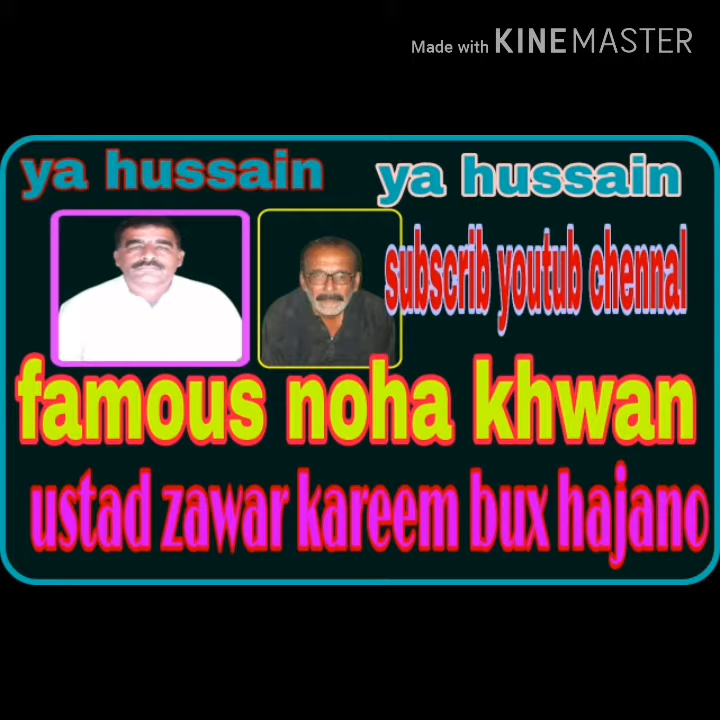 Made with KINEMASTER
ya hussain
ya hussain
subscrib youtub chennal
famous noha khwan
ustad zawar kareem bux hajano